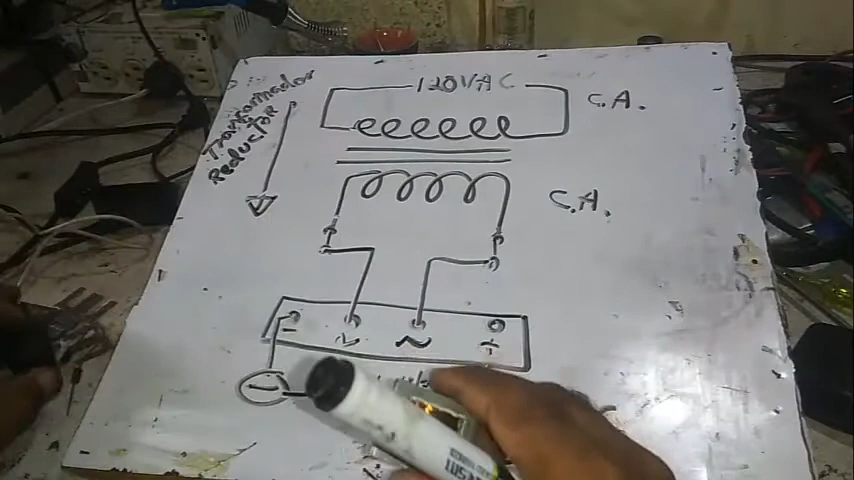 120VAC
C.A.
Transformador
REDUCTOR
C.A
- ~ ~ +
-